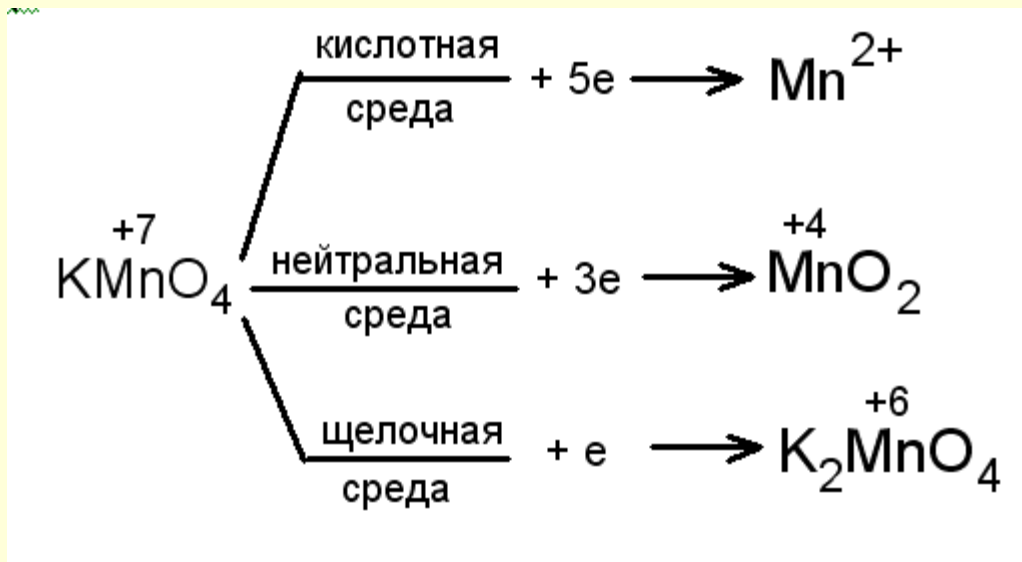 кислотная
среда
+ 5e
Mn²⁺
+7
KMnO₄
нейтральная
среда
+ 3e
+4
MnO₂
щелочная
среда
+ e
+6
K₂MnO₄